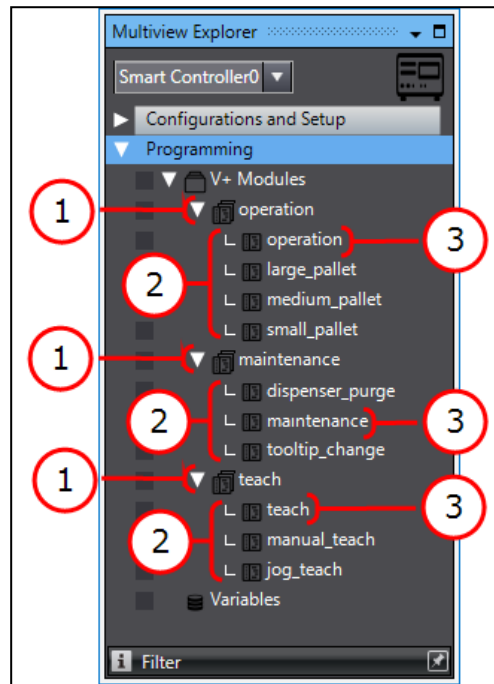 Multiview Explorer
Smart Controller0
Configurations and Setup
Programming
V+ Modules
1 operation
operation 3
2 large_pallet
medium_pallet
small_pallet
1 maintenance
dispenser_purge
2 maintenance 3
tooltip_change
1 teach
teach 3
2 manual_teach
jog_teach
Variables
Filter